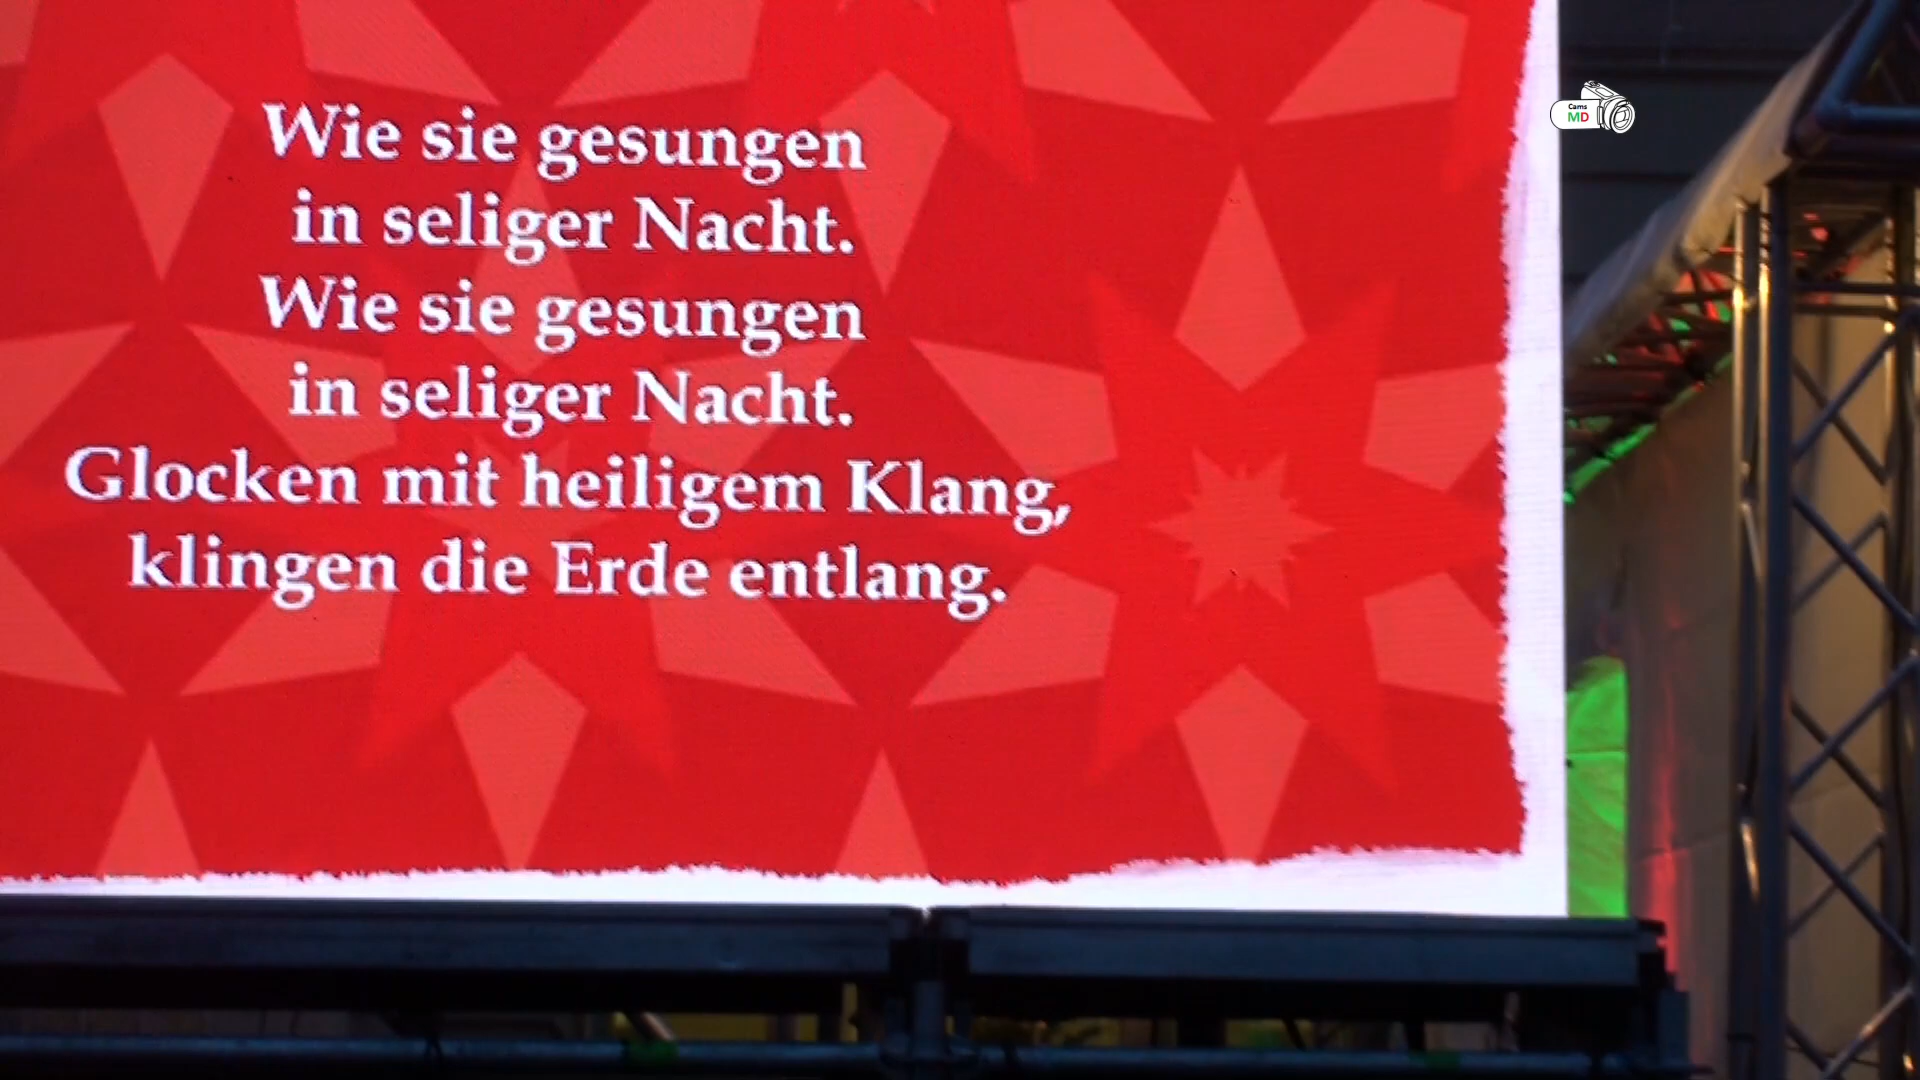 Wie sie gesungen
in seliger Nacht.
Wie sie gesungen
in seliger Nacht.
Glocken mit heiligem Klang,
klingen die Erde entlang.
Cams
MD